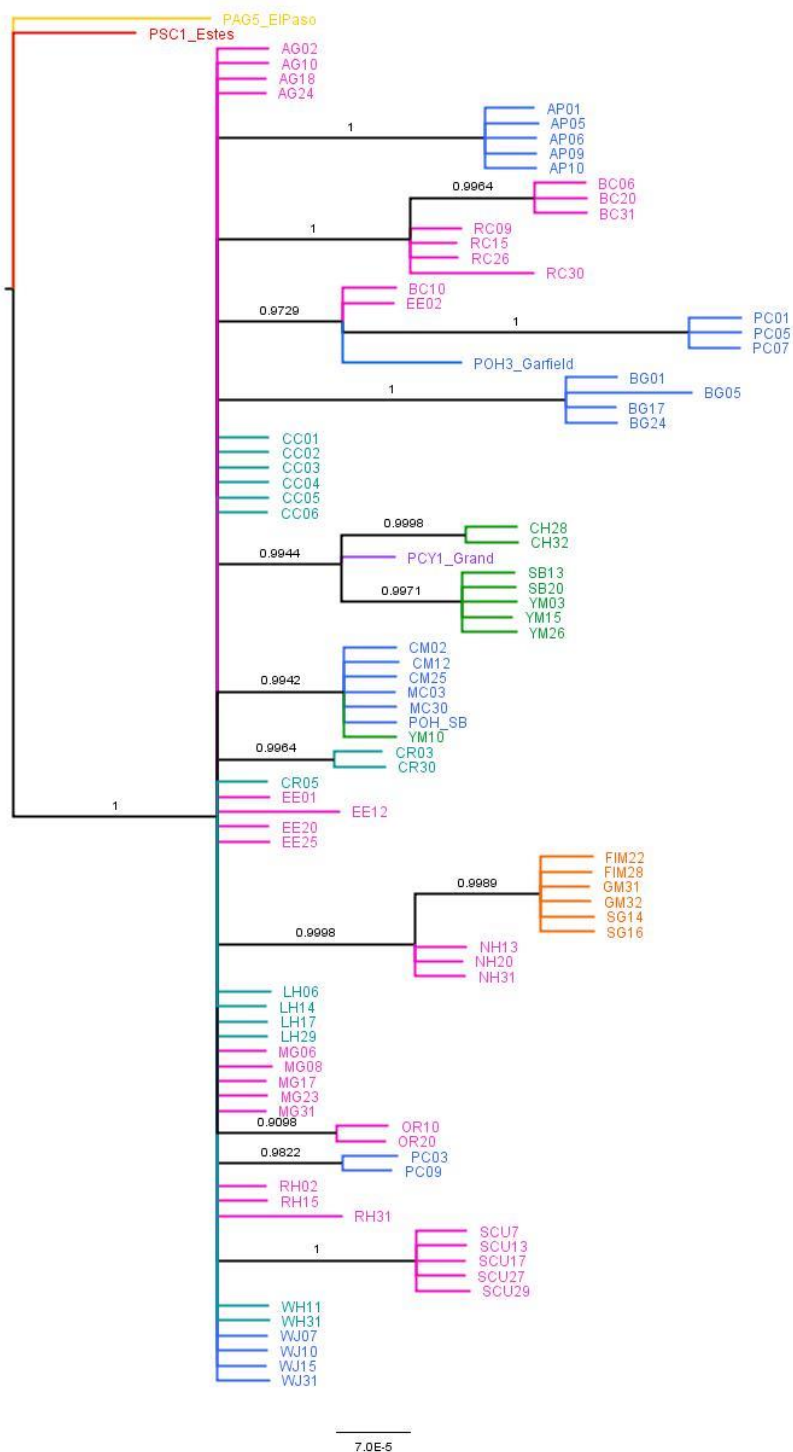 PAG5_ElPaso
PSC1_Estes
AG02
AG10
AG18
AG24
1
AP01
AP05
AP06
AP09
AP10
0.9964
BC06
BC20
BC31
1
RC09
RC15
RC26
RC30
BC10
EE02
0.9729
1
PC01
PC05
PC07
POH3_Garfield
1
BG01
BG05
BG17
BG24
CC01
CC02
CC03
CC04
CC05
CC06
0.9998
CH28
CH32
0.9944
PCY1_Grand
0.9971
SB13
SB20
YM03
YM15
YM26
0.9942
CM02
CM12
CM25
MC03
MC30
POH_SB
YM10
0.9964
CR03
CR30
CR05
1
EE01
EE12
EE20
EE25
0.9989
FIM22
FIM28
GM31
GM32
SG14
SG16
0.9998
NH13
NH20
NH31
LH06
LH14
LH17
LH29
MG06
MG08
MG17
MG23
MG31
0.9098
OR10
OR20
0.9822
PC03
PC09
RH02
RH15
RH31
1
SCU7
SCU13
SCU17
SCU27
SCU29
WH11
WH31
WJ07
WJ10
WJ15
WJ31
7.0E-5